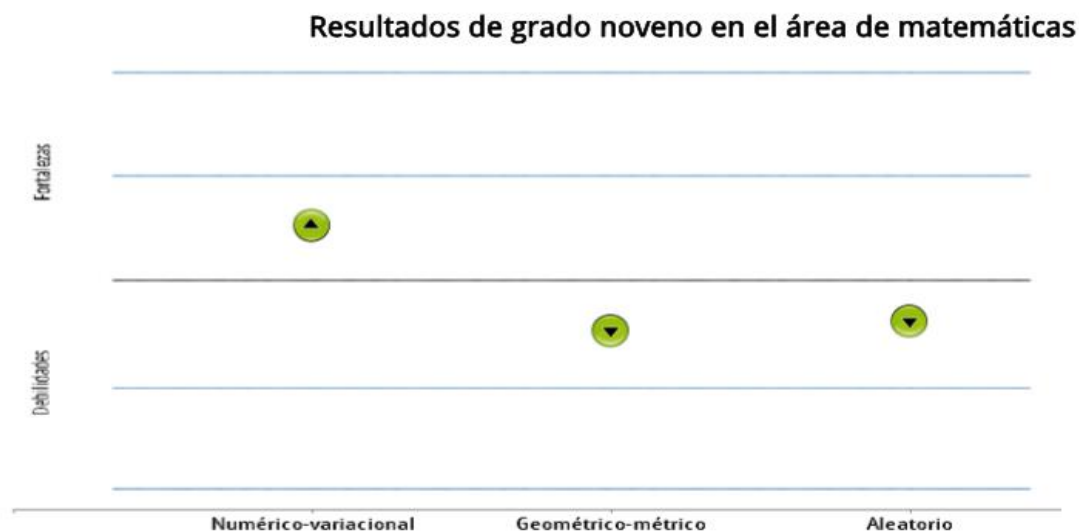 Resultados de grado noveno en el área de matemáticas
Fortalezas
Debilidades
Numérico-variacional
Geométrico-métrico
Aleatorio